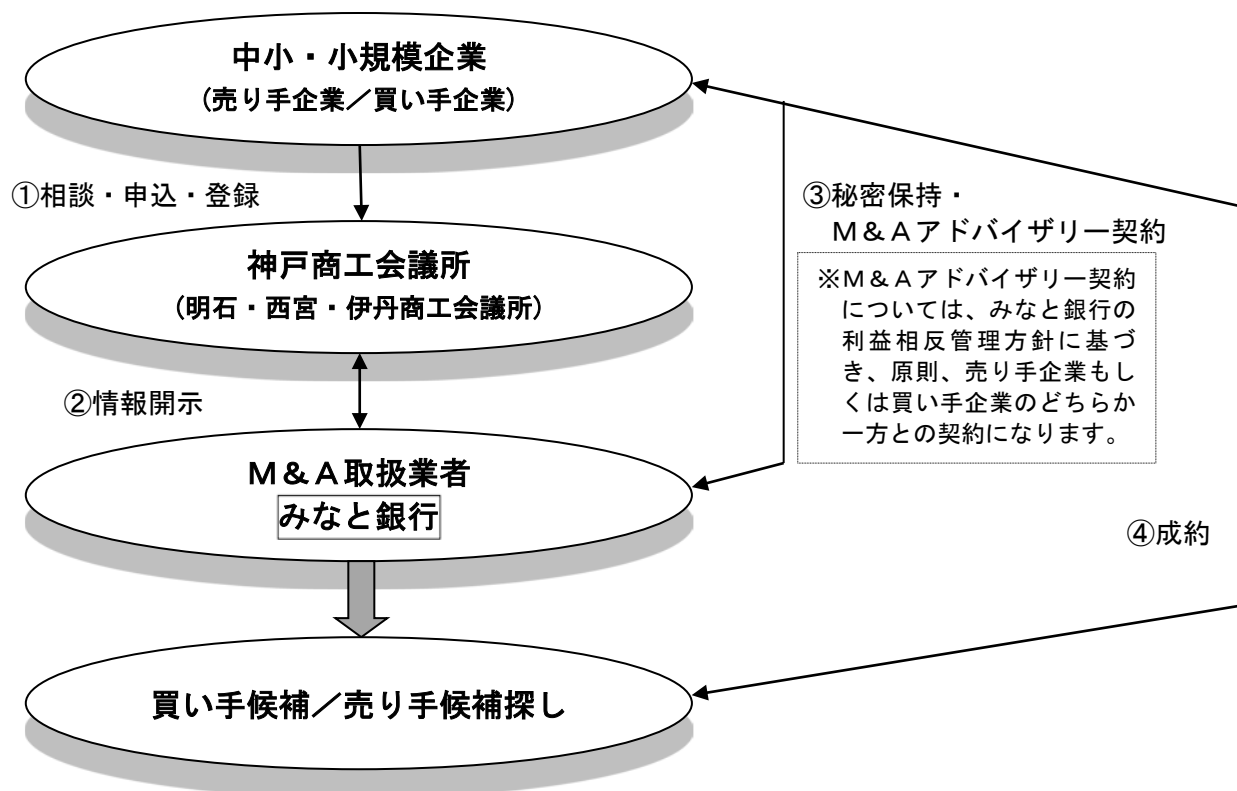 中小・小規模企業
(売り手企業／買い手企業)
①相談・申込・登録
神戸商工会議所
(明石・西宮・伊丹商工会議所)
②情報開示
M&A取扱業者
みなと銀行
買い手候補／売り手候補探し
③秘密保持・
M&Aアドバイザリー契約
※M&Aアドバイザリー契約
については、みなと銀行の
利益相反管理方針に基づ
き、原則、売り手企業もし
くは買い手企業のどちらか
一方との契約になります。
④成約